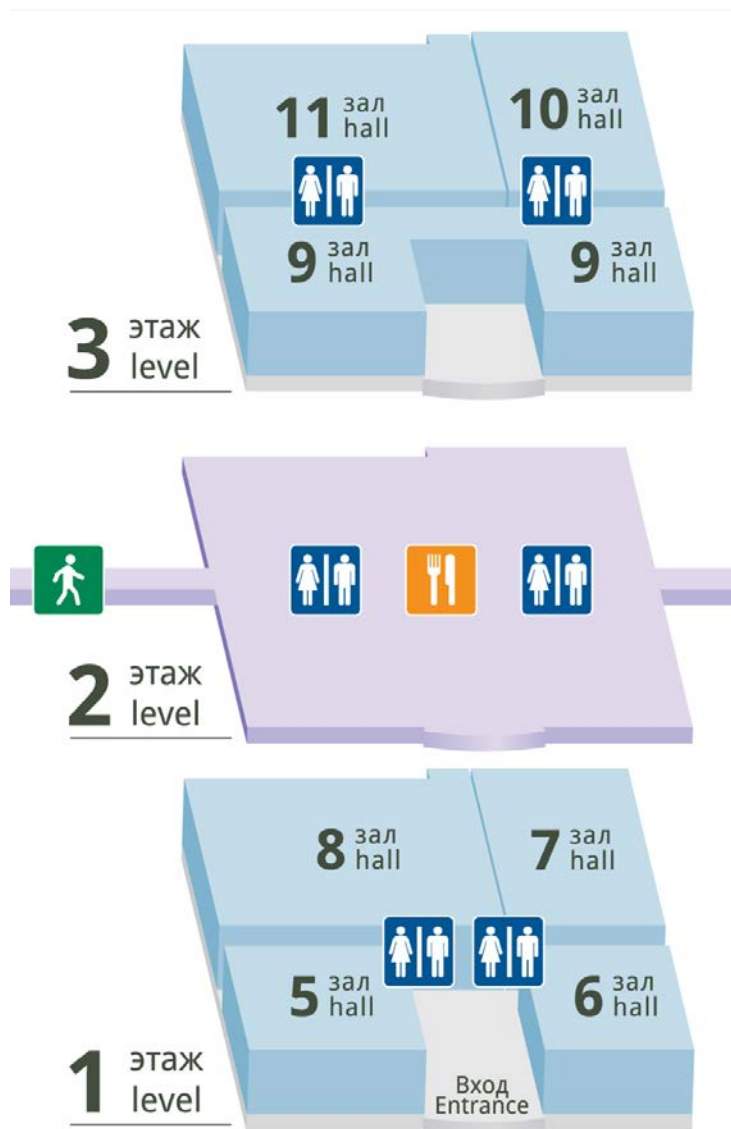 11 зал
hall
10 зал
hall
9 зал
hall
9 зал
hall
3 этаж
level
2 этаж
level
8 зал
hall
7 зал
hall
5 зал
hall
6 зал
hall
1 этаж
level
Вход
Entrance